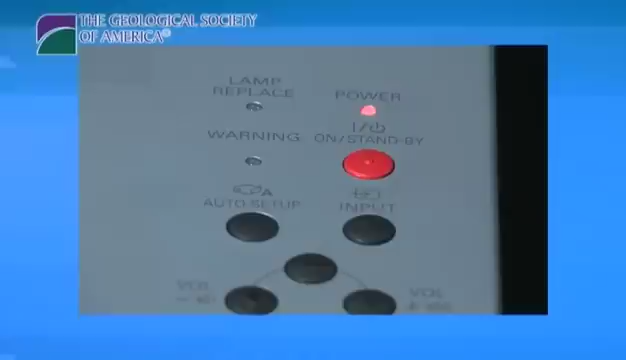 THE GEOLOGICAL SOCIETY
OF AMERICA®
LAMP
REPLACE
POWER
I/⏻
ON/STAND-BY
WARNING
A
AUTO SETUP
INPUT
VOL
VOL